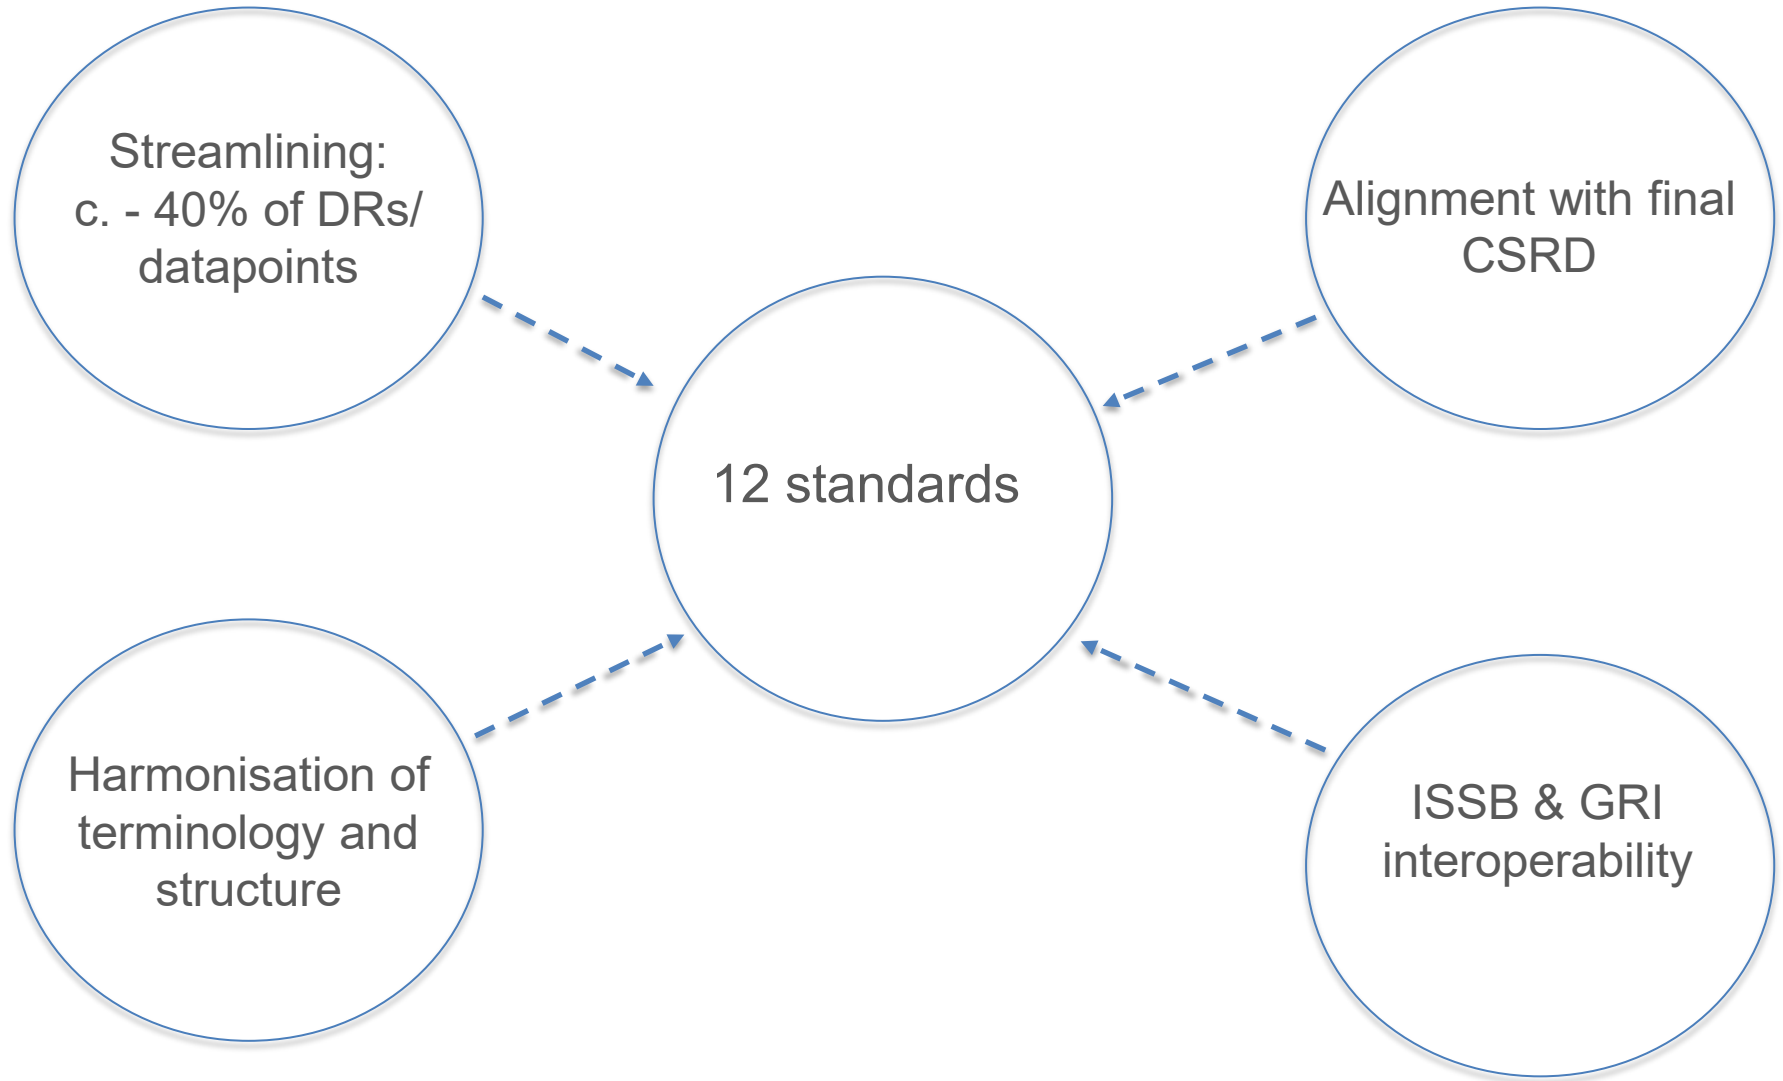 Streamlining:
c. - 40% of DRs/
datapoints
Alignment with final
CSRD
12 standards
Harmonisation of
terminology and
structure
ISSB & GRI
interoperability